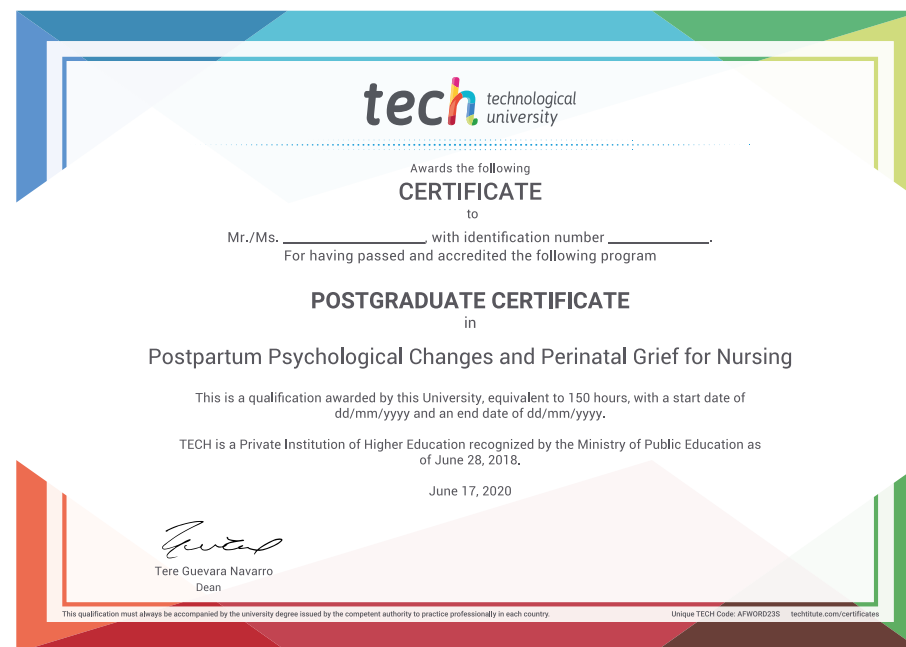 tech technological
university
Awards the following
CERTIFICATE
to
Mr./Ms. ____________________, with identification number ______________.
For having passed and accredited the following program
POSTGRADUATE CERTIFICATE
in
Postpartum Psychological Changes and Perinatal Grief for Nursing
This is a qualification awarded by this University, equivalent to 150 hours, with a start date of
dd/mm/yyyy and an end date of dd/mm/yyyy.
TECH is a Private Institution of Higher Education recognized by the Ministry of Public Education as
of June 28, 2018.
June 17, 2020
Tere Guevara Navarro
Dean
This qualification must always be accompanied by the university degree issued by the competent authority to practice professionally in each country. Unique TECH Code: AFWORD23S techtitute.com/certificates